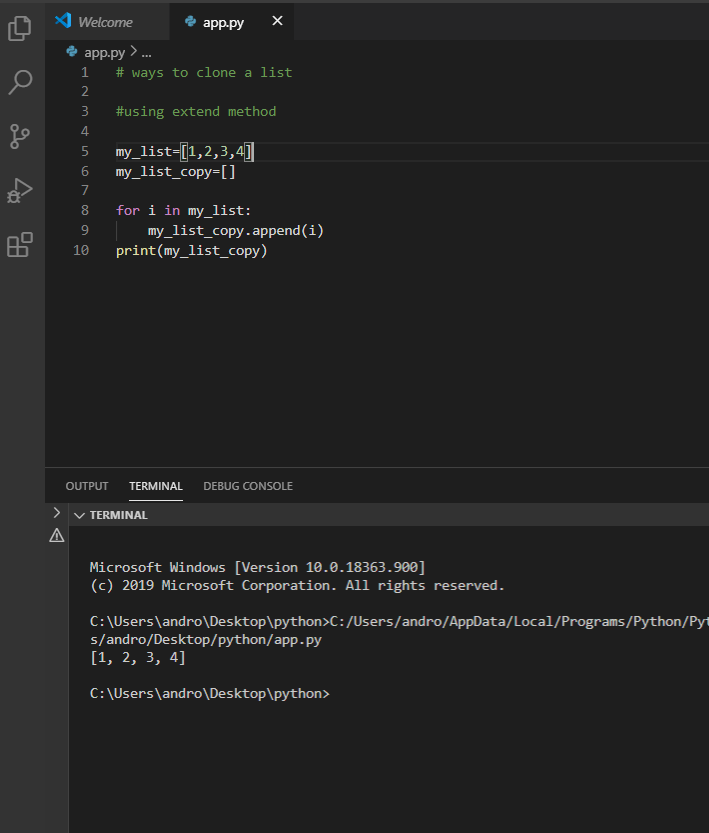 Welcome
app.py
app.py > ...
1 # ways to clone a list
2
3 #using extend method
4
5 my_list=[1,2,3,4]
6 my_list_copy=[]
7
8 for i in my_list:
9 my_list_copy.append(i)
10 print(my_list_copy)
OUTPUT TERMINAL DEBUG CONSOLE
TERMINAL
Microsoft Windows [Version 10.0.18363.900]
(c) 2019 Microsoft Corporation. All rights reserved.
C:\Users\andro\Desktop\python>C:/Users/andro/AppData/Local/Programs/Python/Pyt
s/andro/Desktop/python/app.py
[1, 2, 3, 4]
C:\Users\andro\Desktop\python>